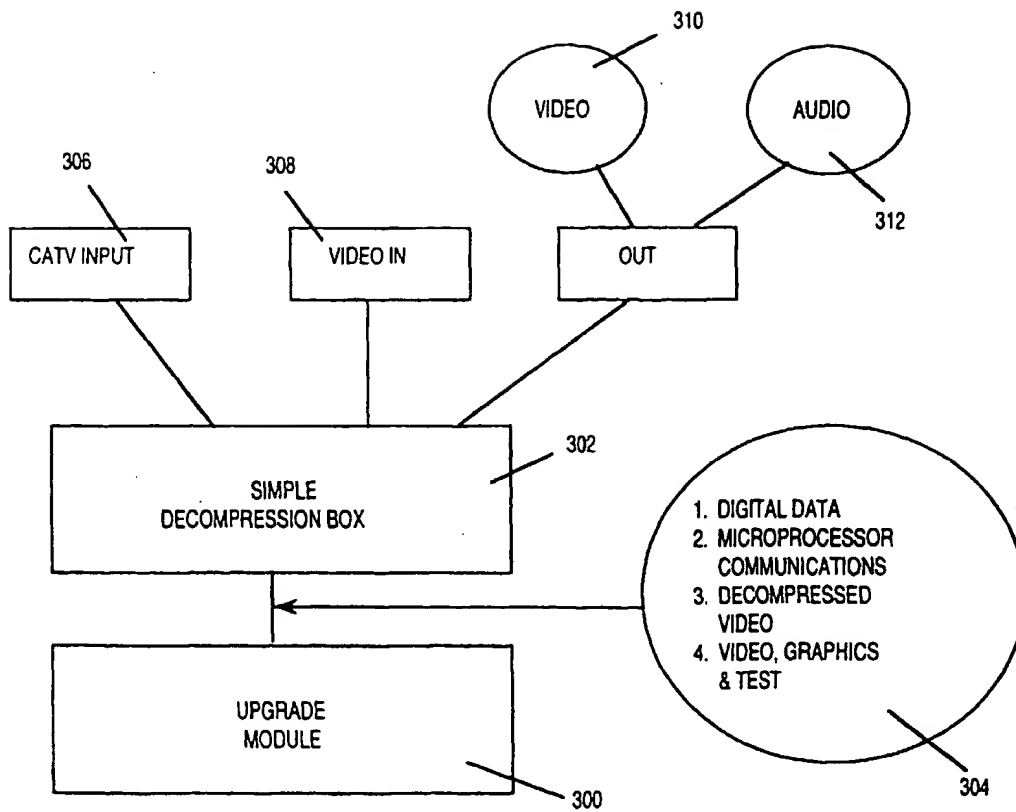 310
VIDEO
AUDIO
306
308
312
CATV INPUT
VIDEO IN
OUT
302
SIMPLE
DECOMPRESSION BOX
1. DIGITAL DATA
2. MICROPROCESSOR
COMMUNICATIONS
3. DECOMPRESSED
VIDEO
4. VIDEO, GRAPHICS
& TEST
UPGRADE
MODULE
300
304